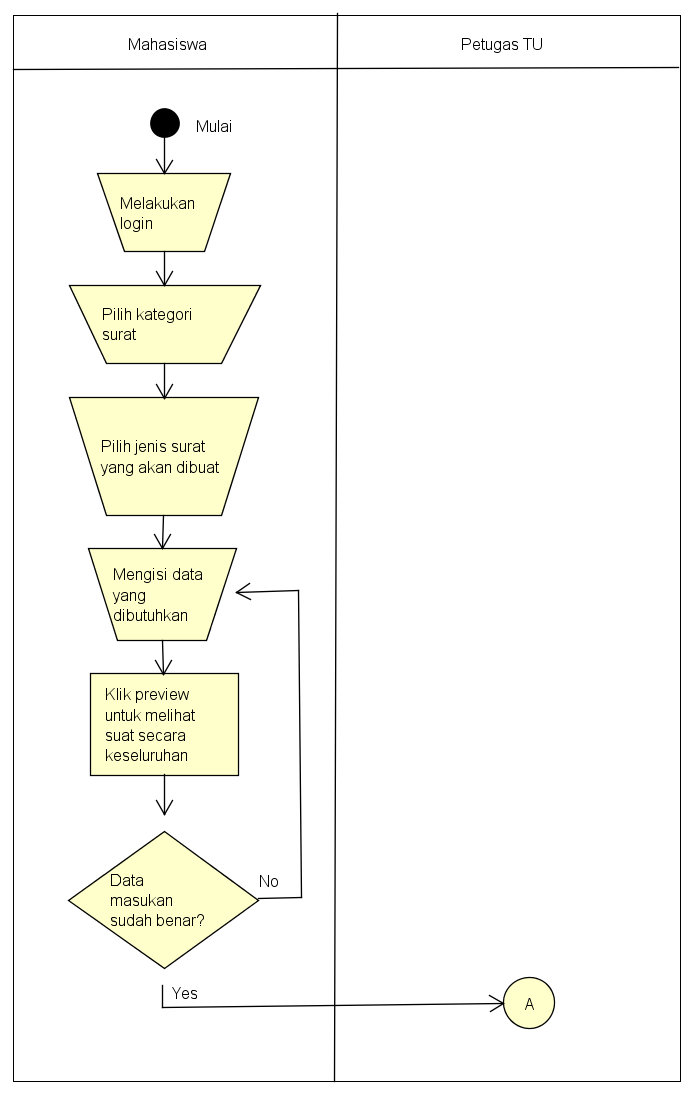 Mahasiswa
Petugas TU
Mulai
Melakukan
login
Pilih kategori
surat
Pilih jenis surat
yang akan dibuat
Mengisi data
yang
dibutuhkan
Klik preview
untuk melihat
suat secara
keseluruhan
Data
masukan
sudah benar?
No
Yes
A